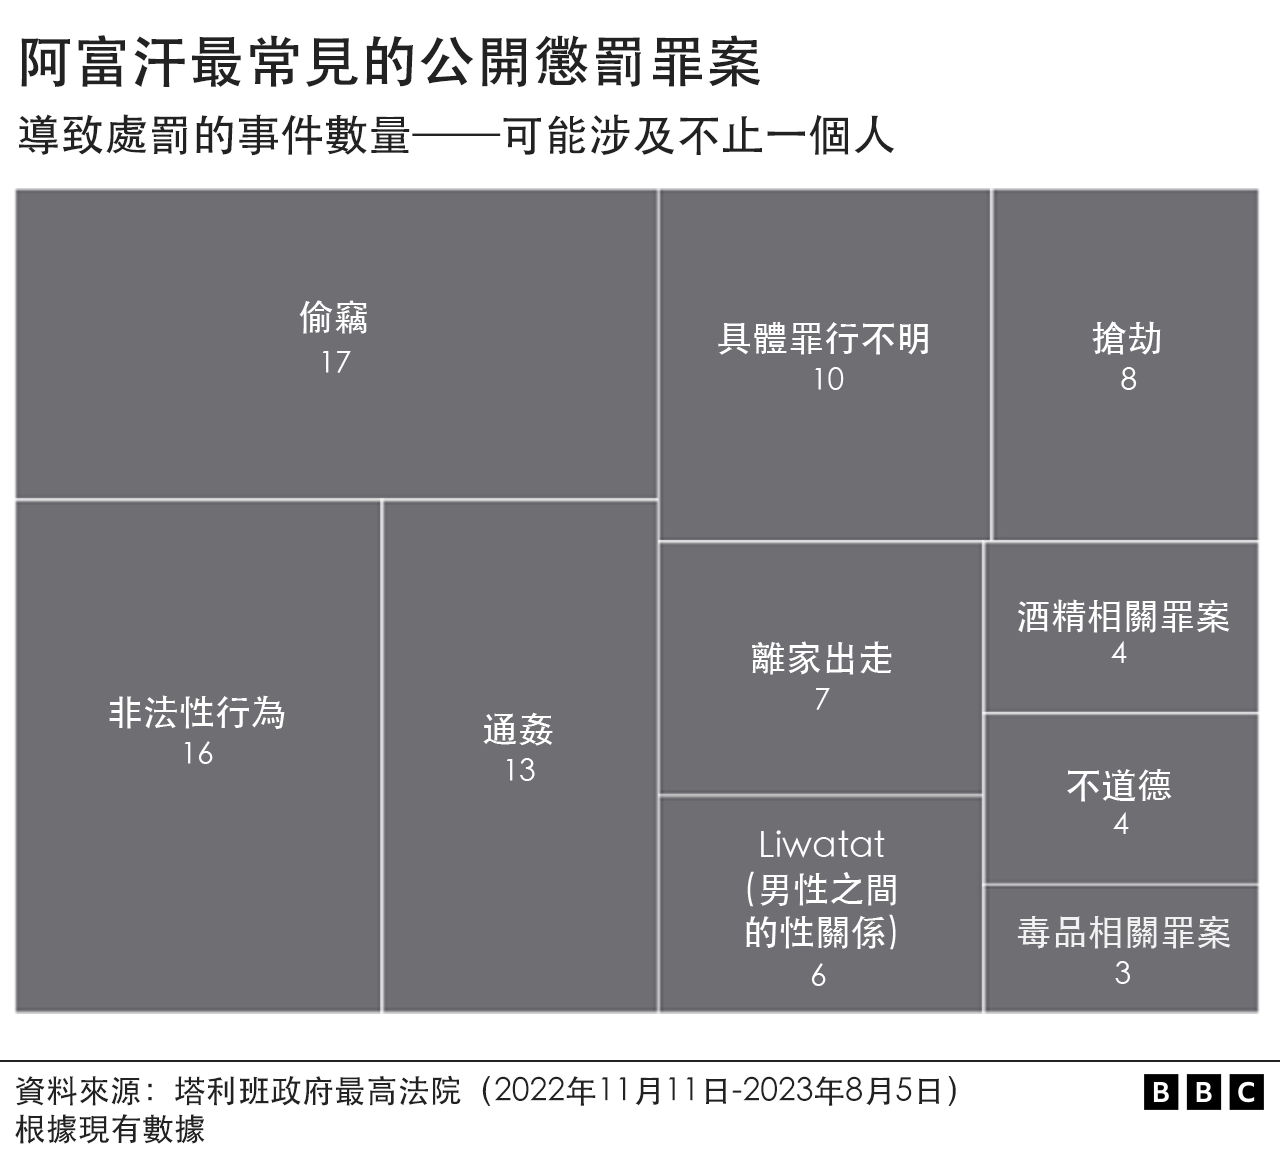 阿富汗最常見的公開懲罰罪案
導致處罰的事件數量——可能涉及不止一個人
偷竊
17
具體罪行不明
10
搶劫
8
非法性行為
16
通姦
13
離家出走
7
酒精相關罪案
4
不道德
4
Liwatat
(男性之間
的性關係)
6
毒品相關罪案
3
資料來源：塔利班政府最高法院（2022年11月11日-2023年8月5日）
根據現有數據
BBC